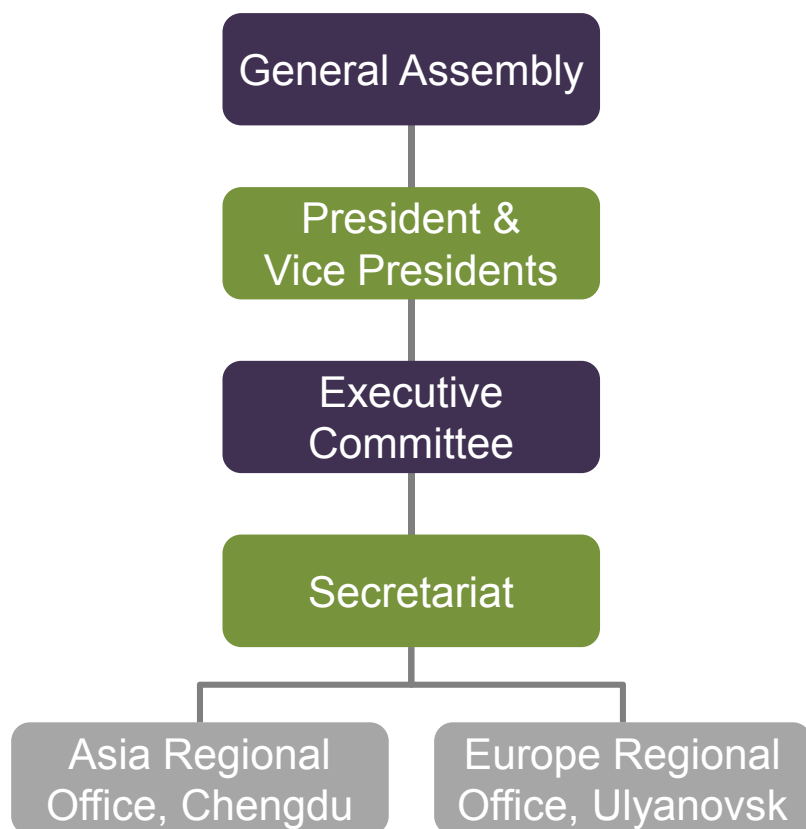 General Assembly
President &
Vice Presidents
Executive
Committee
Secretariat
Asia Regional
Office, Chengdu
Europe Regional
Office, Ulyanovsk